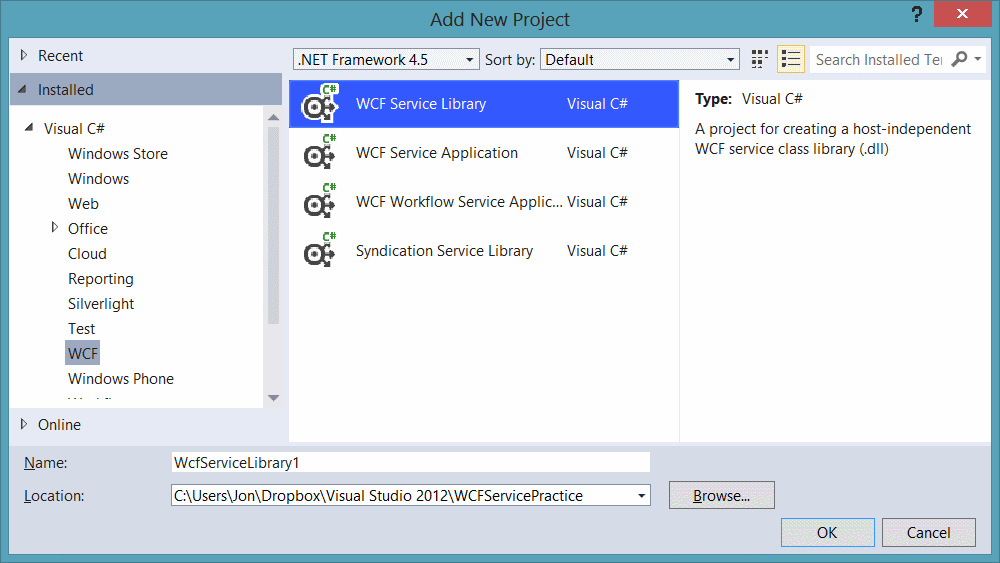 Add New Project
?
Recent
Installed
Visual C#
Windows Store
Windows
Web
Office
Cloud
Reporting
Silverlight
Test
WCF
Windows Phone
Online
.NET Framework 4.5
Sort by:
Default
Search Installed Te
C#
WCF Service Library
Visual C#
C#
WCF Service Application
Visual C#
C#
WCF Workflow Service Applic...
Visual C#
C#
Syndication Service Library
Visual C#
Type: Visual C#
A project for creating a host-independent
WCF service class library (.dll)
Name:
WcfServiceLibrary1
Location:
C:\Users\Jon\Dropbox\Visual Studio 2012\WCFServicePractice
Browse...
OK
Cancel